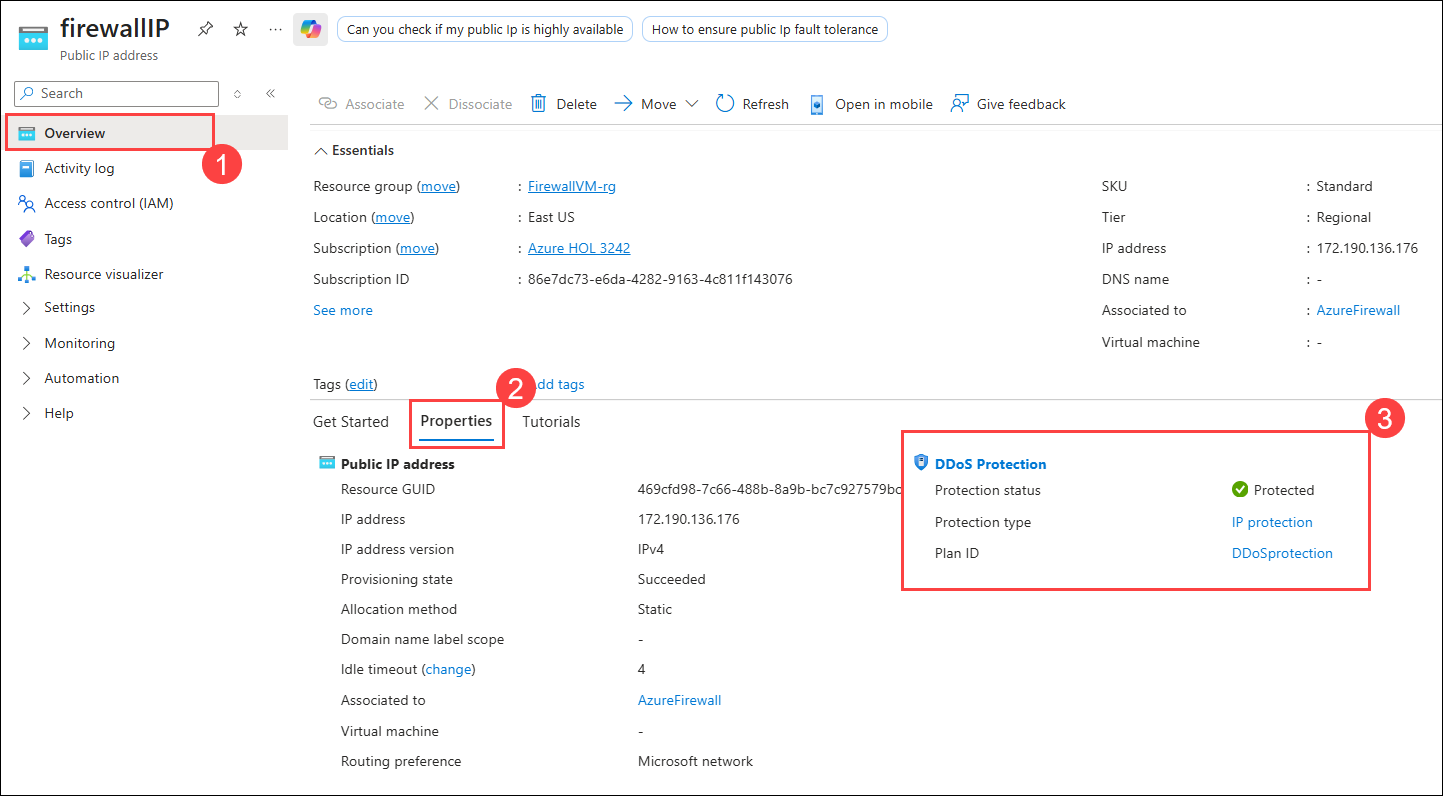 firewallIP
Public IP address
Can you check if my public Ip is highly available
How to ensure public Ip fault tolerance
Search
Overview
1
Activity log
Access control (IAM)
Tags
Resource visualizer
Settings
Monitoring
Automation
Help
Associate Dissociate Delete Move Refresh Open in mobile Give feedback
Essentials
Resource group (move) : FirewallVM-rg
Location (move) : East US
Subscription (move) : Azure HOL 3242
Subscription ID : 86e7dc73-e6da-4282-9163-4c811f143076
See more
SKU : Standard
Tier : Regional
IP address : 172.190.136.176
DNS name : -
Associated to : AzureFirewall
Virtual machine : -
Tags (edit) dd tags
2
Get Started Properties Tutorials
Public IP address
Resource GUID 469cfd98-7c66-488b-8a9b-bc7c927579bc
IP address 172.190.136.176
IP address version IPv4
Provisioning state Succeeded
Allocation method Static
Domain name label scope -
Idle timeout (change) 4
Associated to AzureFirewall
Virtual machine -
Routing preference Microsoft network
3
DDoS Protection
Protection status Protected
Protection type IP protection
Plan ID DDoSprotection